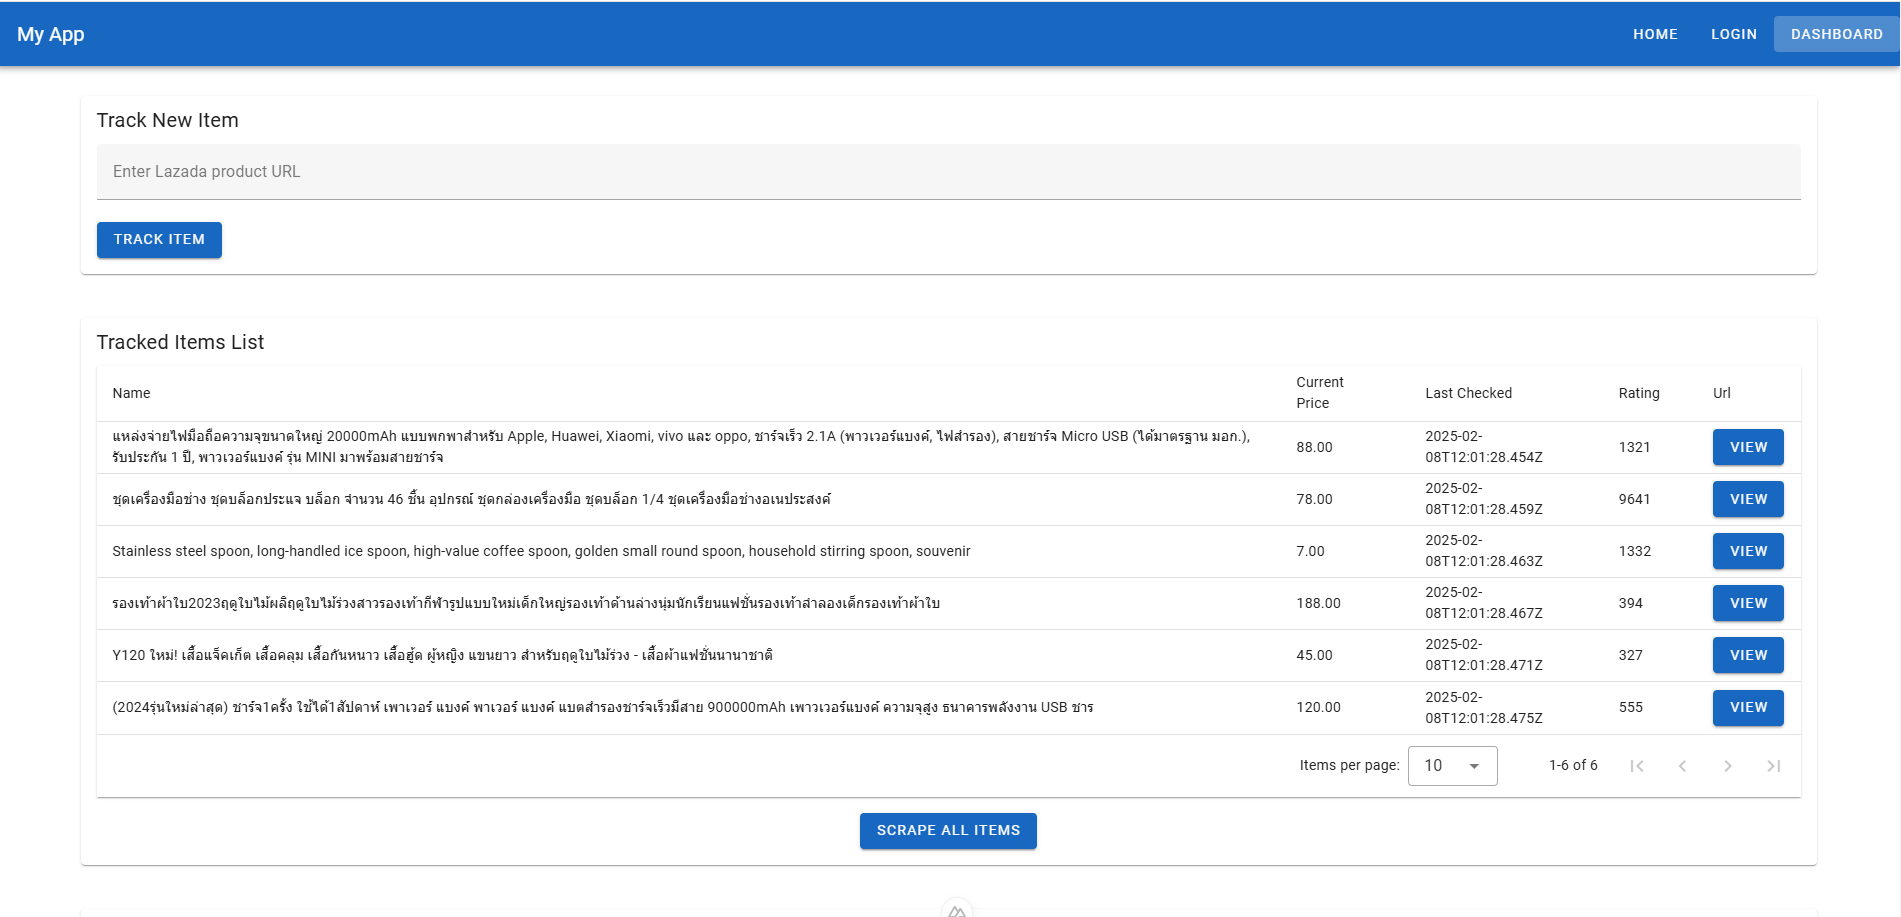 My App
HOME
LOGIN
DASHBOARD
Track New Item
Enter Lazada product URL
TRACK ITEM
Tracked Items List
Name
Current
Price
Last Checked
Rating
Url
แหล่งจ่ายไฟมือถือความจุขนาดใหญ่ 20000mAh แบบพกพาสำหรับ Apple, Huawei, Xiaomi, vivo และ oppo, ชาร์จเร็ว 2.1A (พาวเวอร์แบงค์, ไฟสำรอง), สายชาร์จ Micro USB (ได้มาตรฐาน มอก.),
รับประกัน 1 ปี, พาวเวอร์แบงค์ รุ่น MINI มาพร้อมสายชาร์จ
88.00
2025-02-
08T12:01:28.454Z
1321
VIEW
ชุดเครื่องมือช่าง ชุดบล็อกประแจ บล็อก จำนวน 46 ชิ้น อุปกรณ์ ชุดกล่องเครื่องมือ ชุดบล็อก 1/4 ชุดเครื่องมือช่างอเนประสงค์
78.00
2025-02-
08T12:01:28.459Z
9641
VIEW
Stainless steel spoon, long-handled ice spoon, high-value coffee spoon, golden small round spoon, household stirring spoon, souvenir
7.00
2025-02-
08T12:01:28.463Z
1332
VIEW
รองเท้าผ้าใบ2023ฤดูใบไม้ผลิฤดูใบไม้ร่วงสาวรองเท้ากีฬารูปแบบใหม่เด็กใหญ่รองเท้าด้านล่างนุ่มนักเรียนแฟชั่นรองเท้าลำลองเด็กรองเท้าผ้าใบ
188.00
2025-02-
08T12:01:28.467Z
394
VIEW
Y120 ใหม่! เสื้อแจ็คเก็ต เสื้อคลุม เสื้อกันหนาว เสื้อฮู้ด ผู้หญิง แขนยาว สำหรับฤดูใบไม้ร่วง - เสื้อผ้าแฟชั่นนานาชาติ
45.00
2025-02-
08T12:01:28.471Z
327
VIEW
(2024รุ่นใหม่ล่าสุด) ชาร์จ1ครั้ง ใช้ได้1สัปดาห์ เพาเวอร์ แบงค์ พาเวอร์ แบงค์ แบตสำรองชาร์จเร็วมีสาย 900000mAh เพาวเวอร์แบงค์ ความจุสูง ธนาคารพลังงาน USB ชาร
120.00
2025-02-
08T12:01:28.475Z
555
VIEW
Items per page:
10
1-6 of 6
SCRAPE ALL ITEMS